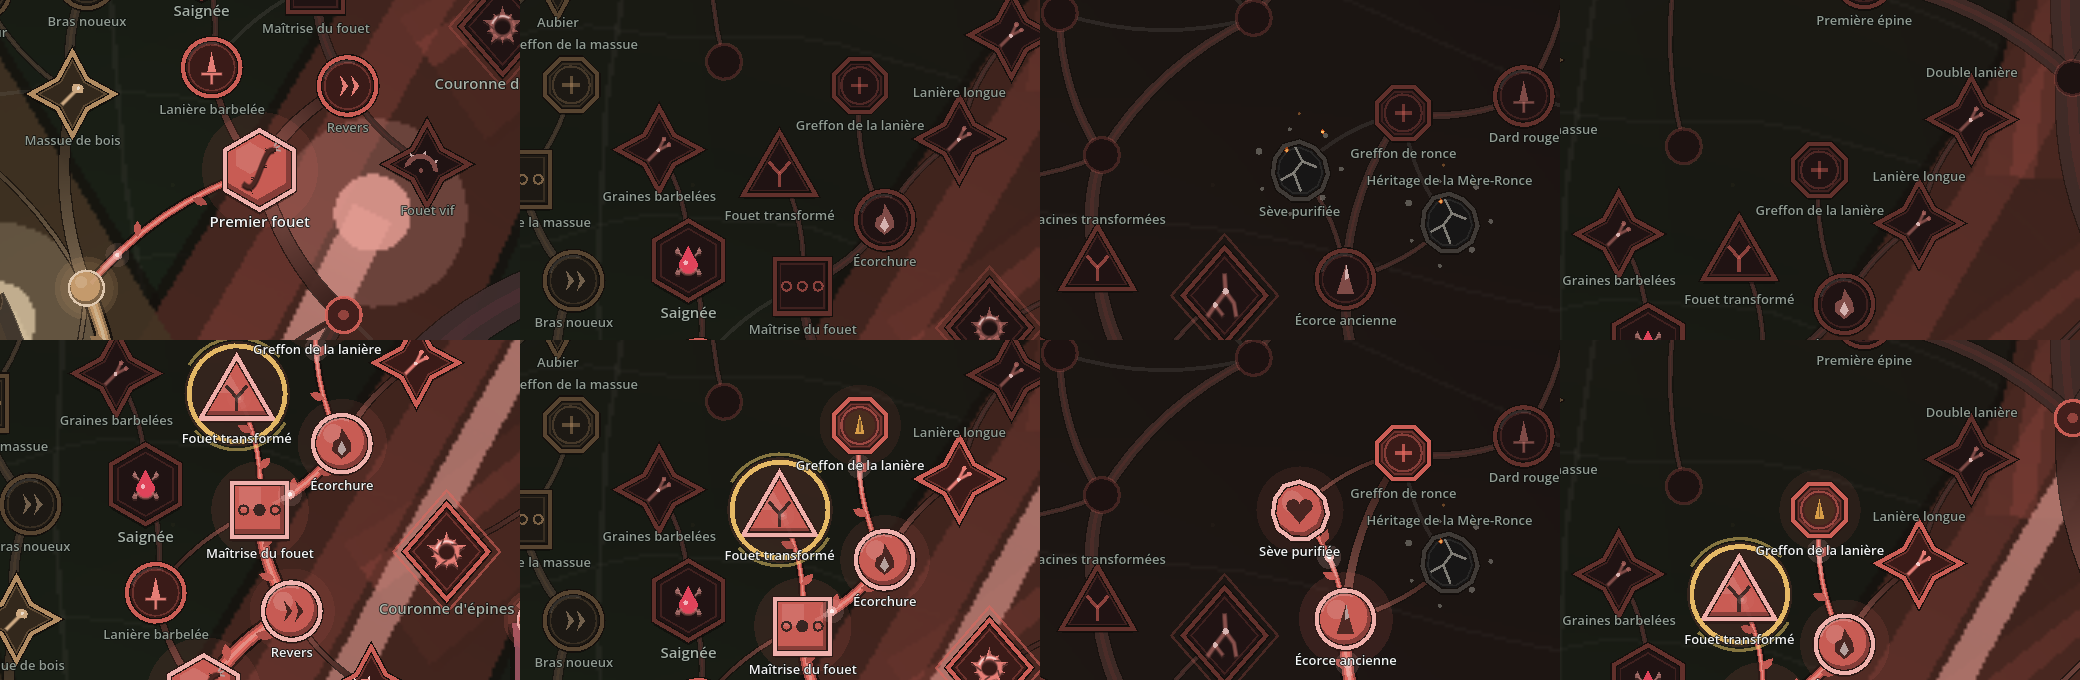 Bras noueux
Saignée
Maîtrise du fouet
Lanière barbelée
Couronne d
Massue de bois
Revers
Premier fouet
Fouet vif
Aubier
effon de la massue
Lanière longue
Greffon de la lanière
Graines barbelées
Fouet transformé
e la massue
Écorchure
Saignée
Bras noueux
Maîtrise du fouet
Greffon de ronce
Dard rouge
Héritage de la Mère-Ronce
Sève purifiée
acines transformées
Écorce ancienne
Première épine
Double lanière
assue
Lanière longue
Greffon de la lanière
Graines barbelées
Fouet transformé
Greffon de la lanière
Graines barbelées
Fouet transformé
massue
Écorchure
Saignée
ras noueux
Maîtrise du fouet
Couronne d'épines
Lanière barbelée
Revers
ue de bois
Aubier
effon de la massue
Lanière longue
Greffon de la lanière
Graines barbelées
Fouet transformé
e la massue
Écorchure
Saignée
Bras noueux
Maîtrise du fouet
Greffon de ronce
Dard rouge
Héritage de la Mère-Ronce
Sève purifiée
acines transformées
Écorce ancienne
Première épine
Double lanière
assue
Lanière longue
Greffon de la lanière
Graines barbelées
Fouet transformé